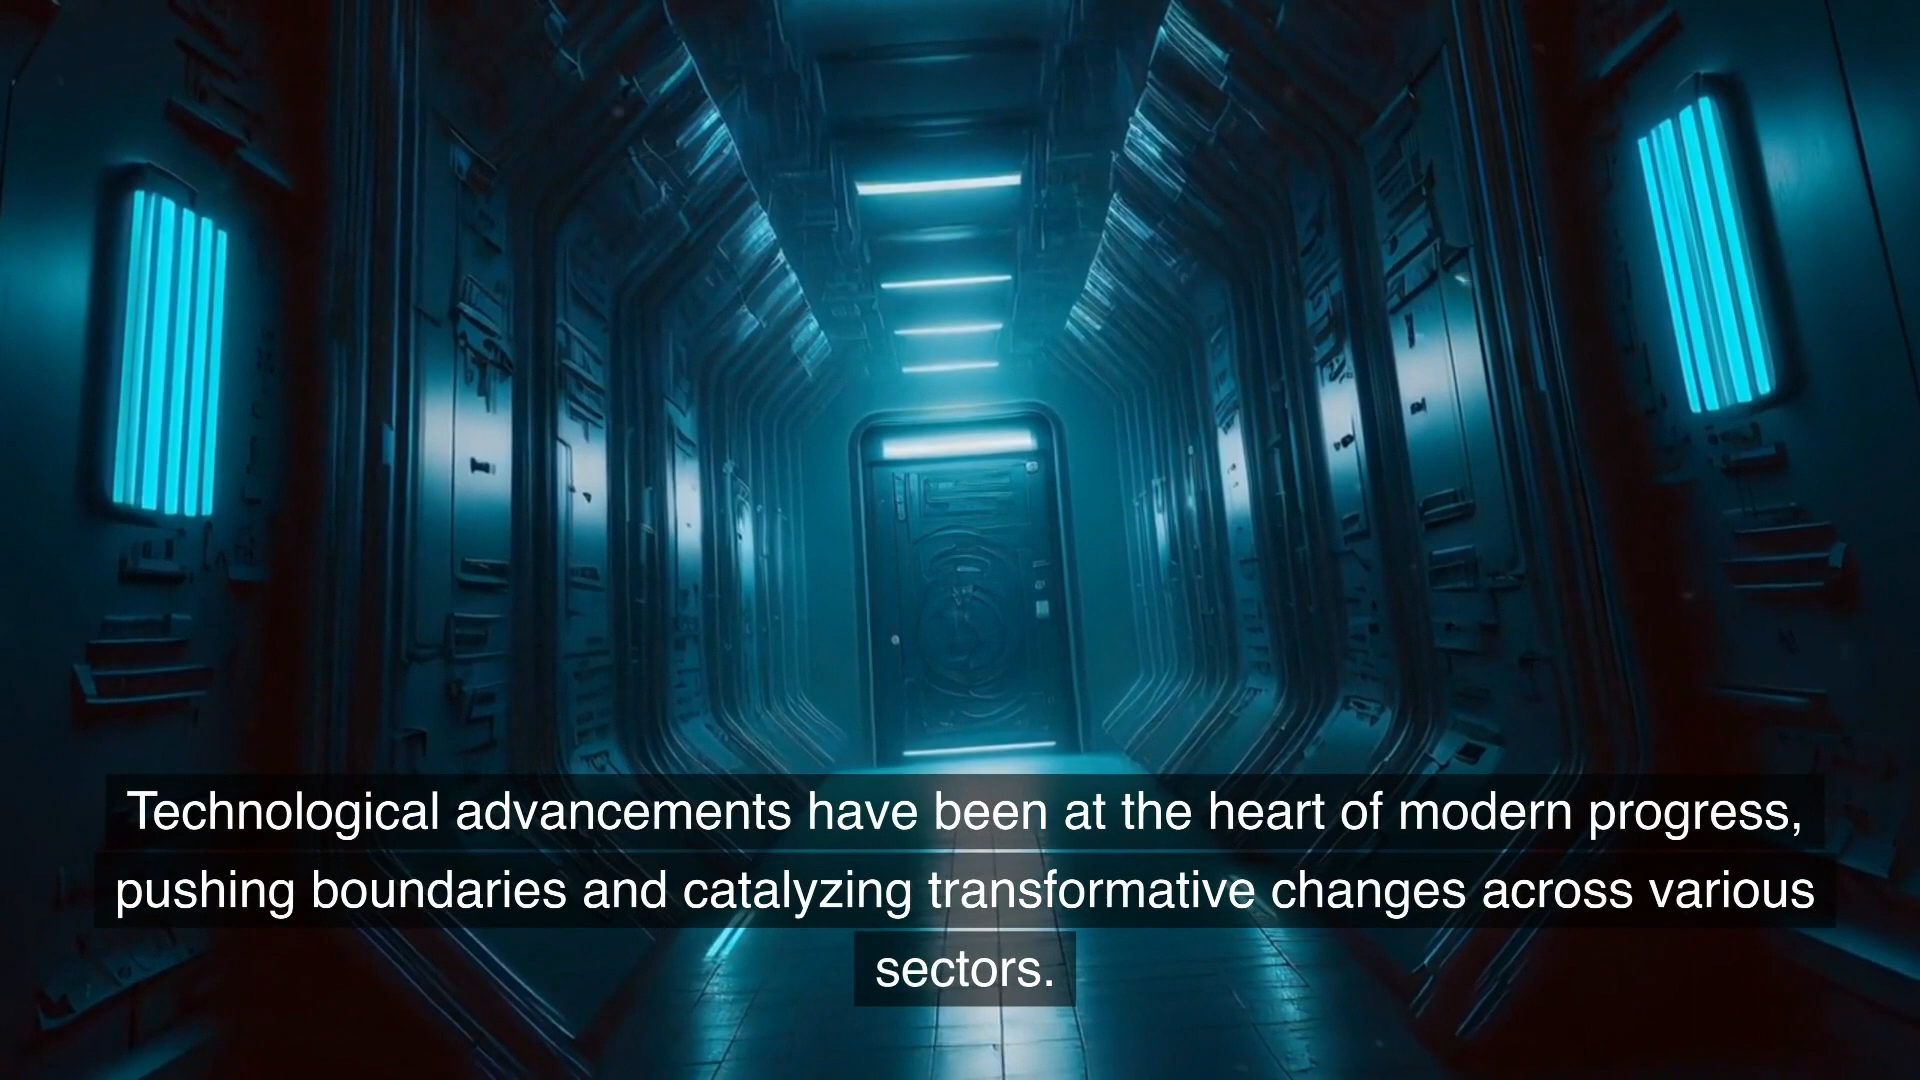 Technological advancements have been at the heart of modern progress,
pushing boundaries and catalyzing transformative changes across various
sectors.